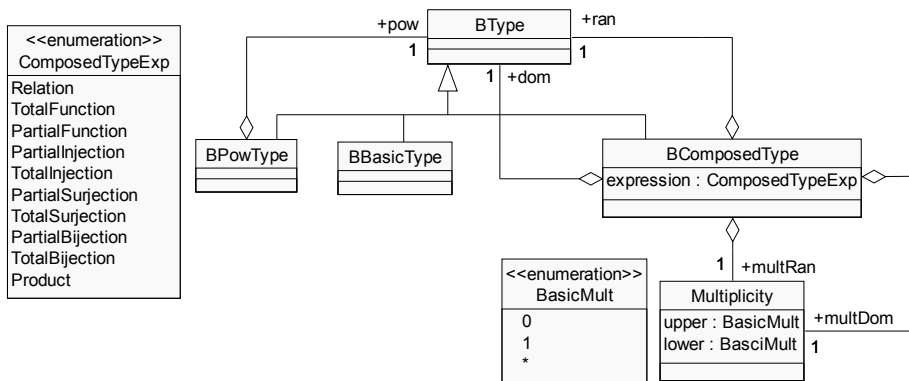 <<enumeration>>
ComposedTypeExp
Relation
TotalFunction
PartialFunction
PartialInjection
TotalInjection
PartialSurjection
TotalSurjection
PartialBijection
TotalBijection
Product
+pow
1
BType
+ran
1
1
+dom
BPowType
BBasicType
BComposedType
expression : ComposedTypeExp
1
+multRan
<<enumeration>>
BasicMult
0
1
*
Multiplicity
upper : BasicMult
lower : BasciMult
+multDom
1